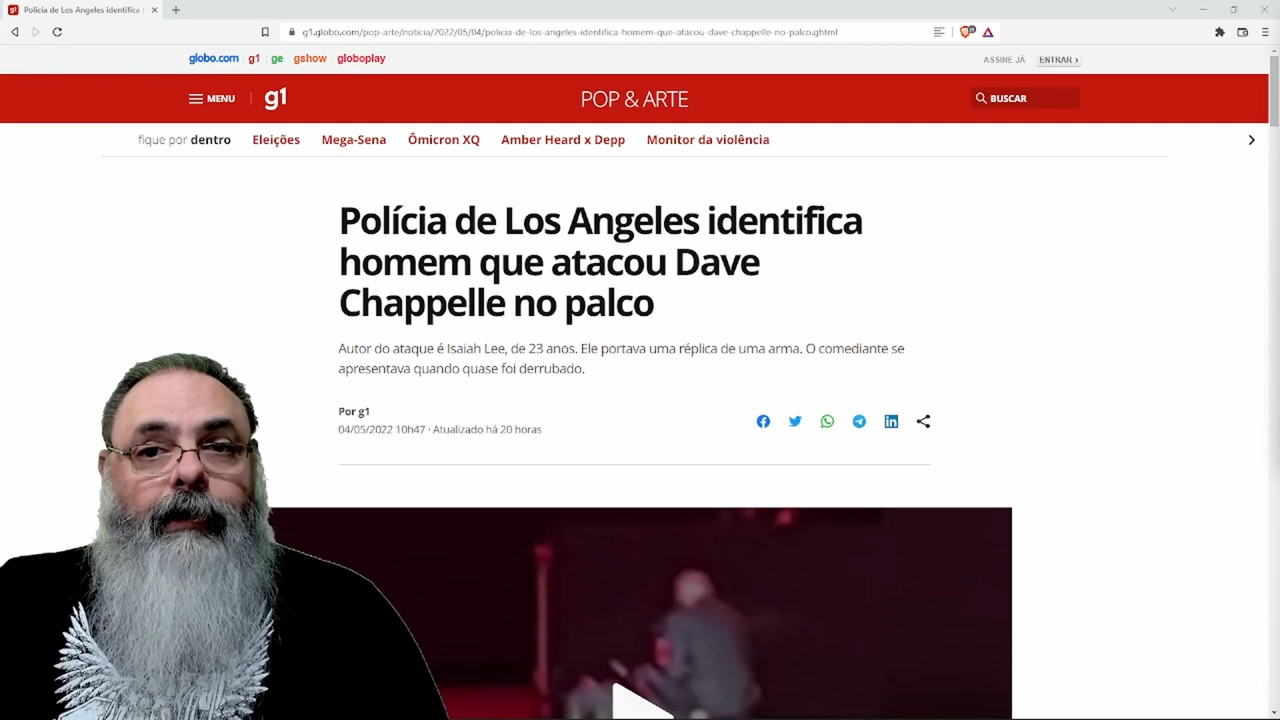 Polícia de Los Angeles identifica
g1.globo.com/pop-arte/noticia/2022/05/04/policia-de-los-angeles-identifica-homem-que-atacou-dave-chappelle-no-palco.ghtml
globo.com g1 ge gshow globoplay
ASSINE JÁ ENTRAR ›
MENU g1 POP & ARTE BUSCAR
fique por dentro Eleições Mega-Sena Ômicron XQ Amber Heard x Depp Monitor da violência
Polícia de Los Angeles identifica
homem que atacou Dave
Chappelle no palco
Autor do ataque é Isaiah Lee, de 23 anos. Ele portava uma réplica de uma arma. O comediante se
apresentava quando quase foi derrubado.
Por g1
04/05/2022 10h47 · Atualizado há 20 horas